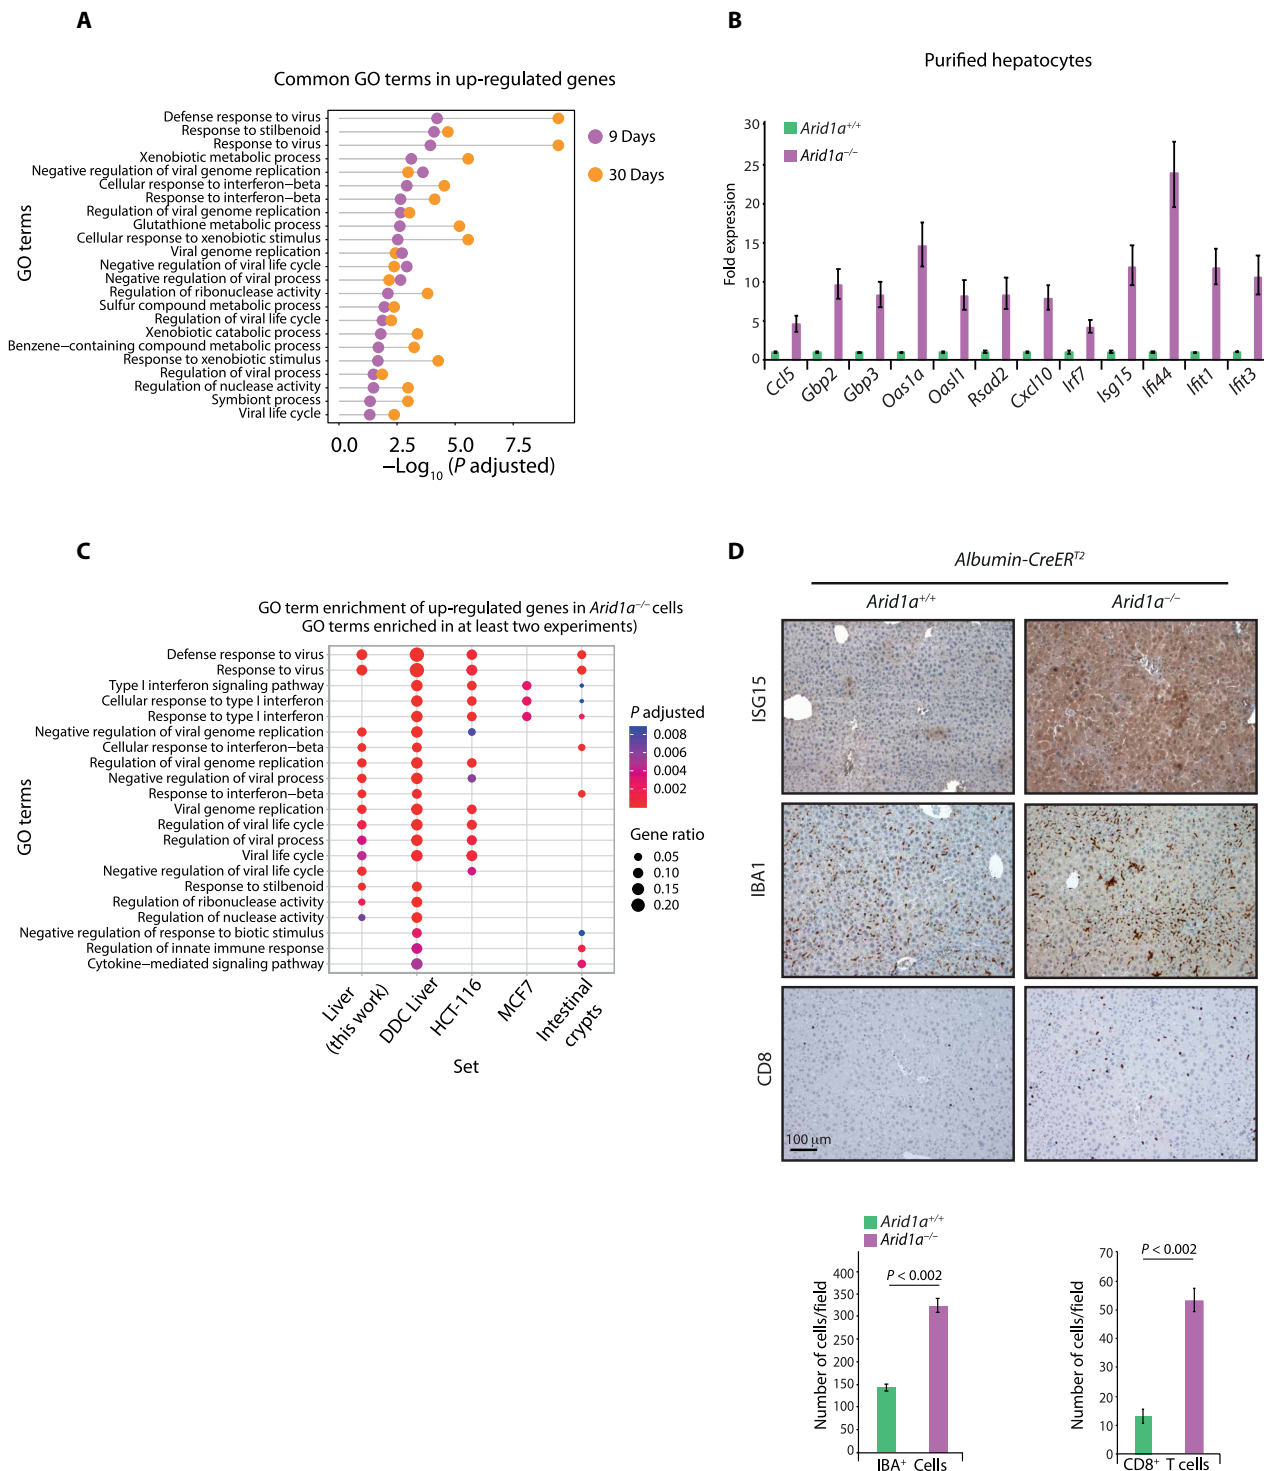 A
Common GO terms in up-regulated genes
GO terms
Defense response to virus
Response to stilbenoid
Response to virus
Xenobiotic metabolic process
Negative regulation of viral genome replication
Cellular response to interferon−beta
Response to interferon−beta
Regulation of viral genome replication
Glutathione metabolic process
Cellular response to xenobiotic stimulus
Viral genome replication
Negative regulation of viral life cycle
Negative regulation of viral process
Regulation of ribonuclease activity
Sulfur compound metabolic process
Regulation of viral life cycle
Xenobiotic catabolic process
Benzene−containing compound metabolic process
Response to xenobiotic stimulus
Regulation of viral process
Regulation of nuclease activity
Symbiont process
Viral life cycle
0.0 2.5 5.0 7.5
−Log10 (P adjusted)
9 Days
30 Days
B
Purified hepatocytes
Arid1a+/+
Arid1a−/−
Fold expression
30
25
20
15
10
5
0
Ccl5 Gbp2 Gbp3 Oas1a Oasl1 Rsad2 Cxcl10 Irf7 Isg15 Ifi44 Ifit1 Ifit3
C
GO term enrichment of up-regulated genes in Arid1a−/− cells
GO terms enriched in at least two experiments)
GO terms
Defense response to virus
Response to virus
Type I interferon signaling pathway
Cellular response to type I interferon
Response to type I interferon
Negative regulation of viral genome replication
Cellular response to interferon−beta
Regulation of viral genome replication
Negative regulation of viral process
Response to interferon−beta
Viral genome replication
Regulation of viral life cycle
Regulation of viral process
Viral life cycle
Negative regulation of viral life cycle
Response to stilbenoid
Regulation of ribonuclease activity
Regulation of nuclease activity
Negative regulation of response to biotic stimulus
Regulation of innate immune response
Cytokine−mediated signaling pathway
Liver
(this work)
DDC Liver
HCT-116
MCF7
Intestinal
crypts
Set
P adjusted
0.008
0.006
0.004
0.002
Gene ratio
0.05
0.10
0.15
0.20
D
Albumin-CreERT2
Arid1a+/+ Arid1a−/−
ISG15
IBA1
CD8
100 µm
Arid1a+/+
Arid1a−/−
Number of cells/field
400
350
300
250
200
150
100
50
0
P < 0.002
IBA+ Cells
Number of cells/field
70
60
50
40
30
20
10
0
P < 0.002
CD8+ T cells